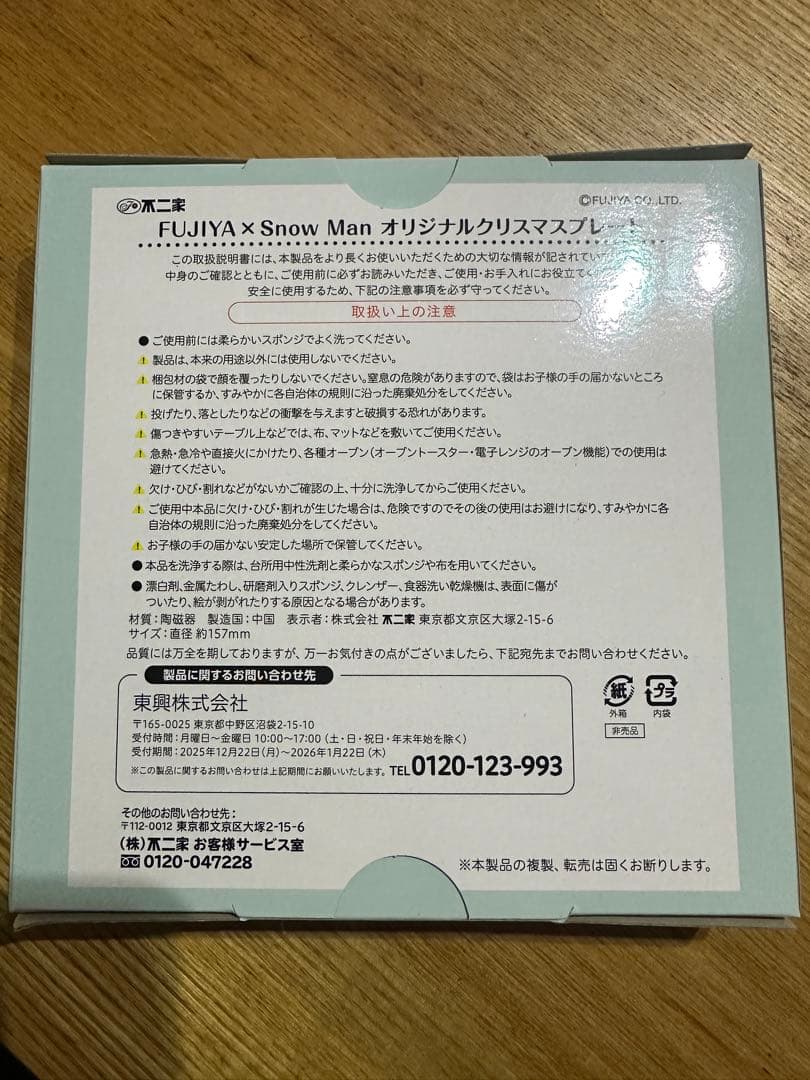 不二家
©FUJIYA CO.,LTD.
FUJIYA×Snow Man オリジナルクリスマスプレート
この取扱説明書には、本製品をより長くお使いいただくための大切な情報が記されてい
中身のご確認とともに、ご使用前に必ずお読みいただき、ご使用・お手入れにお役立て
安全に使用するため、下記の注意事項を必ず守ってください。
取扱い上の注意
●ご使用前には柔らかいスポンジでよく洗ってください。
製品は、本来の用途以外には使用しないでください。
梱包材の袋で顔を覆ったりしないでください。窒息の危険がありますので、袋はお子様の手の届かないところ
に保管するか、すみやかに各自治体の規則に沿った廃棄処分をしてください。
投げたり、落としたりなどの衝撃を与えますと破損する恐れがあります。
傷つきやすいテーブル上などでは、布、マットなどを敷いてご使用ください。
急熱・急冷や直接火にかけたり、各種オーブン(オーブントースター・電子レンジのオーブン機能)での使用は
避けてください。
欠け・ひび・割れなどがないかご確認の上、十分に洗浄してからご使用ください。
ご使用中本品に欠け・ひび・割れが生じた場合は、危険ですのでその後の使用はお避けになり、すみやかに各
自治体の規則に沿った廃棄処分をしてください。
お子様の手の届かない安定した場所で保管してください。
●本品を洗浄する際は、台所用中性洗剤と柔らかなスポンジや布を用いてください。
●漂白剤、金属たわし、研磨剤入りスポンジ、クレンザー、食器洗い乾燥機は、表面に傷が
ついたり、絵が剥がれたりする原因となる場合があります。
材質:陶磁器 製造国:中国 表示者:株式会社 不二家 東京都文京区大塚2-15-6
サイズ:直径 約157mm
品質には万全を期しておりますが、万一お気付きの点がございましたら、下記宛先までお問い合わせください。
製品に関するお問い合わせ先
東興株式会社
〒165-0025 東京都中野区沼袋2-15-10
受付時間:月曜日〜金曜日 10:00〜17:00(土・日・祝日・年末年始を除く)
受付期間:2025年12月22日(月)〜2026年1月22日(木)
※この製品に関するお問い合わせは上記期間にお願いいたします。 TEL0120-123-993
紙
外箱
プラ
内袋
非売品
その他のお問い合わせ先:
〒112-0012 東京都文京区大塚2-15-6
(株)不二家 お客様サービス室
0120-047228
※本製品の複製、転売は固くお断りします。